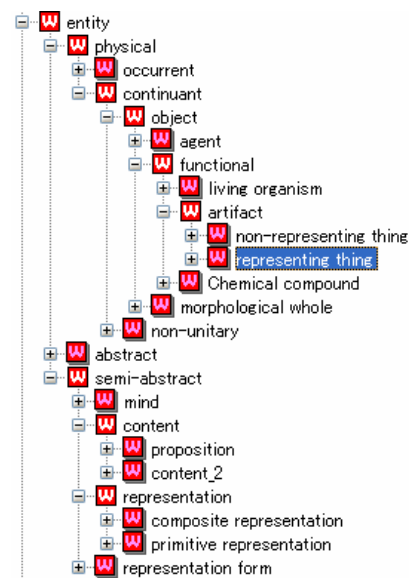 entity
physical
occurrent
continuant
object
agent
functional
living organism
artifact
non-representing thing
representing thing
Chemical compound
morphological whole
non-unitary
abstract
semi-abstract
mind
content
proposition
content_2
representation
composite representation
primitive representation
representation form